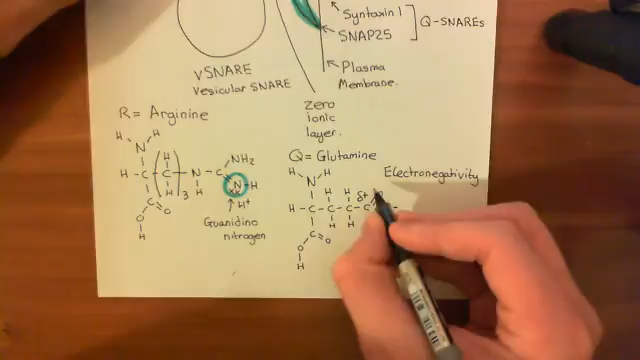 Syntaxin 1
SNAP25
Q-SNAREs
Plasma
Membrane.
vSNARE
Vesicular SNARE
Zero
ionic
layer.
R = Arginine
H H
N NH₂
H
H - C - C - N - C N - H
H H 3 H H⁺
C O
O
H
Guanidino
nitrogen
Q = Glutamine
Electronegativity
H H
N
H H δ+
H - C - C - C - C
H H
C O
O
H